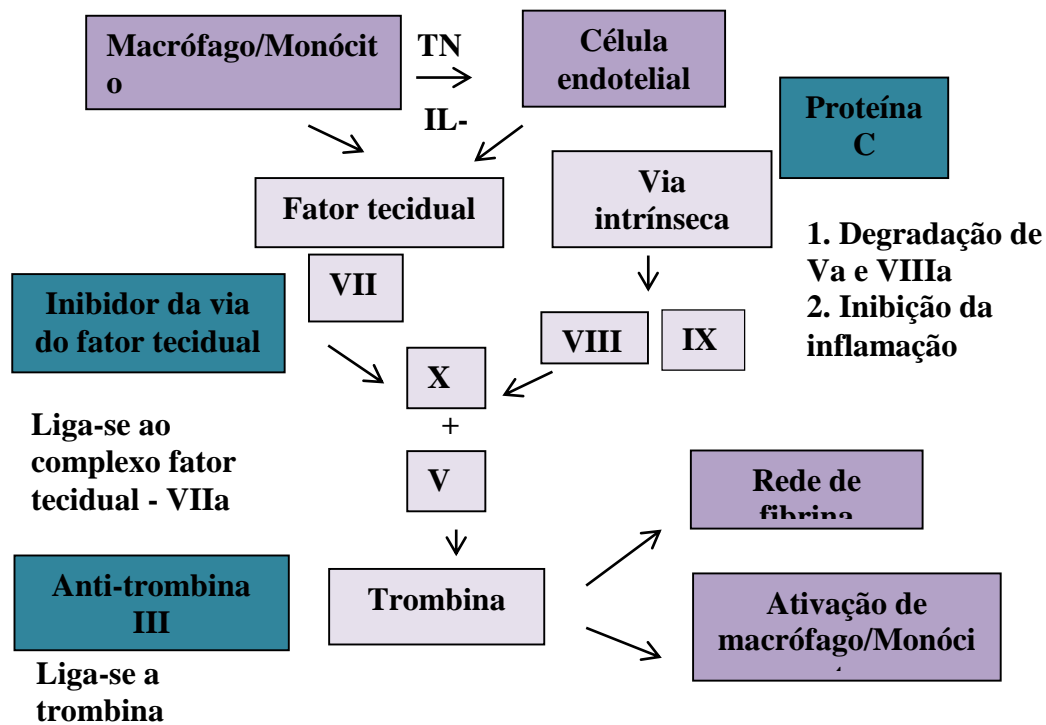 Macrófago/Monócit
o
TN
IL-
Célula
endotelial
Proteína
C
Fator tecidual
Via
intrínseca
1. Degradação de
Va e VIIIa
2. Inibição da
inflamação
VII
Inibidor da via
do fator tecidual
VIII
IX
X
+
V
Liga-se ao
complexo fator
tecidual - VIIa
Rede de
fibrina
Anti-trombina
III
Trombina
Ativação de
macrófago/Monóci
Liga-se a
trombina